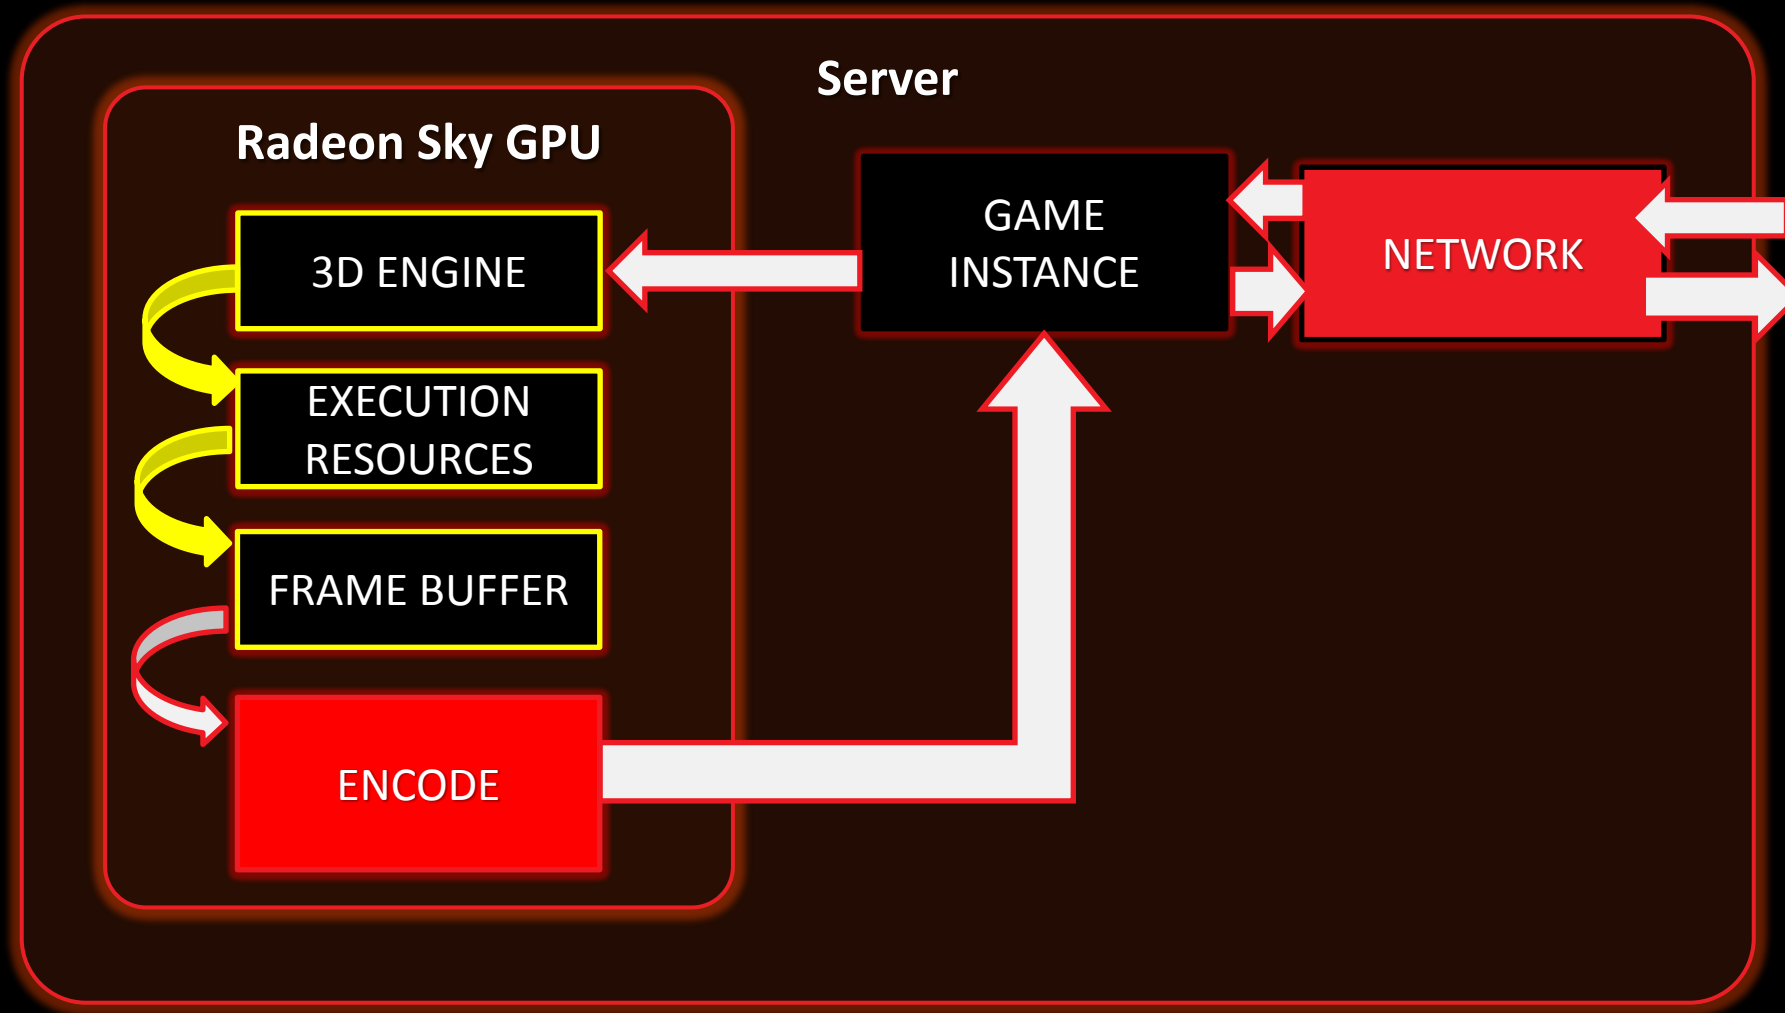 Server
Radeon Sky GPU
3D ENGINE
EXECUTION
RESOURCES
FRAME BUFFER
ENCODE
GAME
INSTANCE
NETWORK